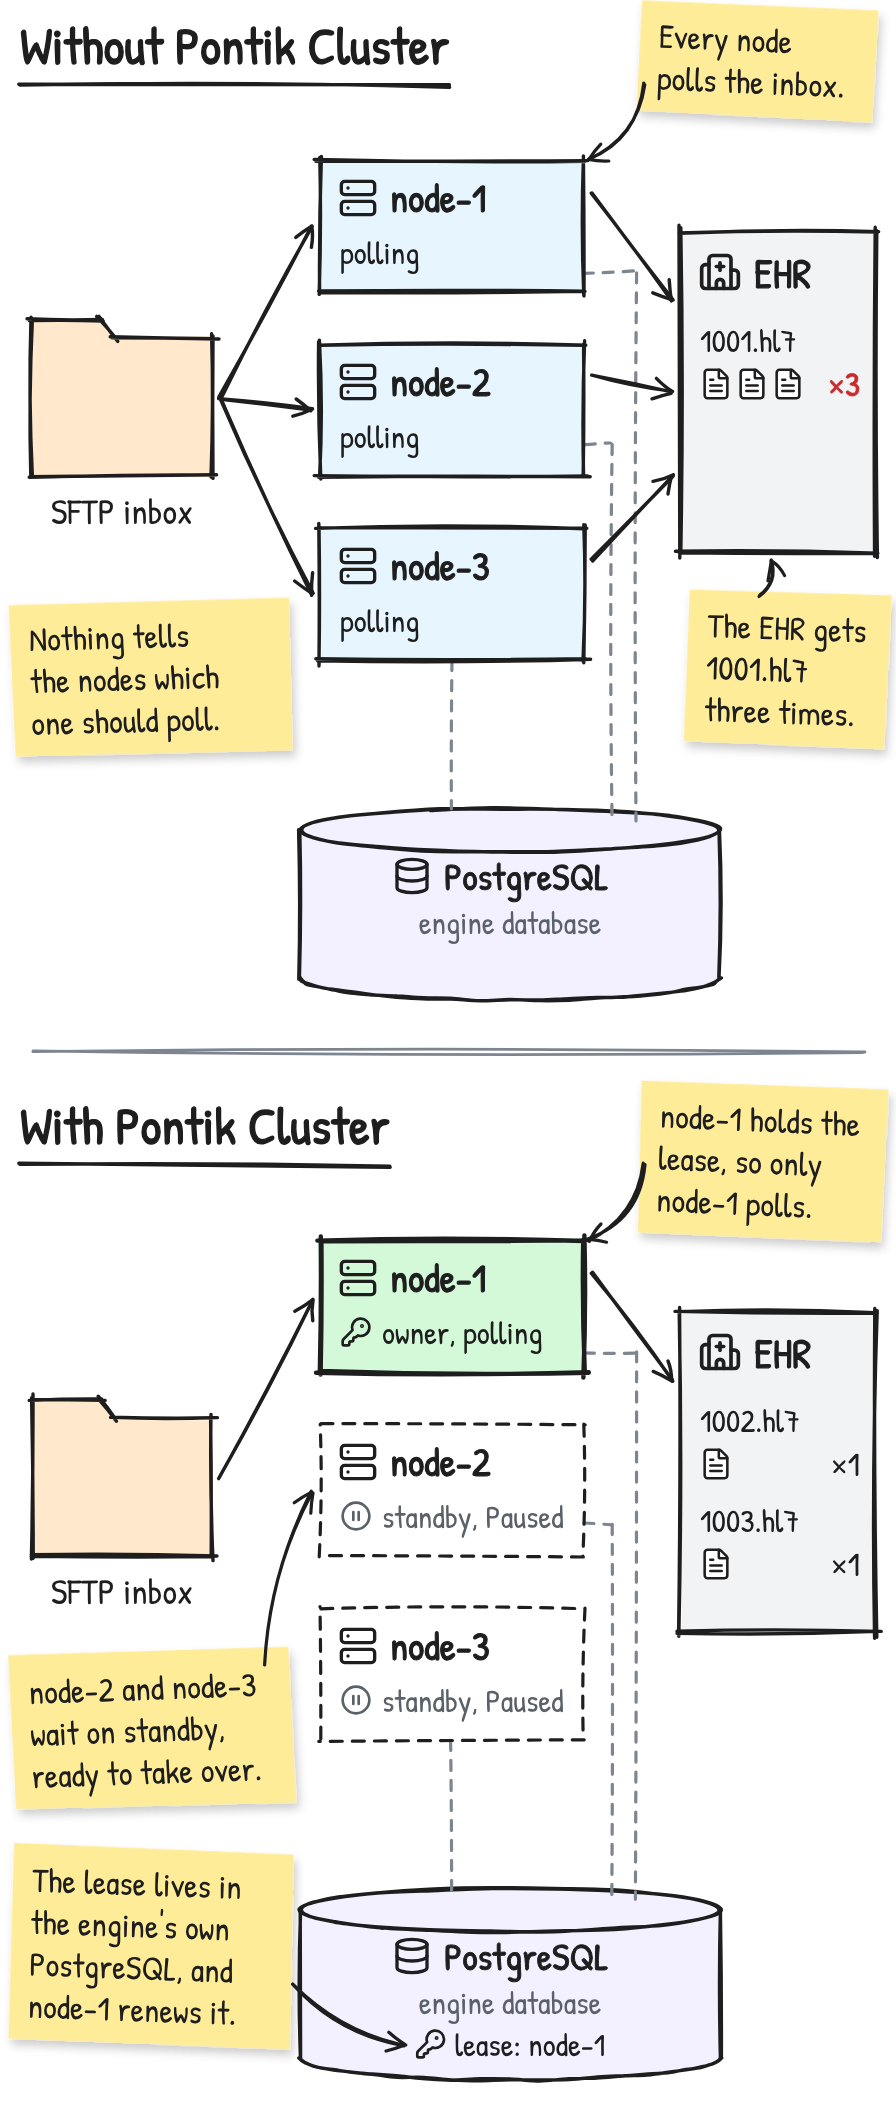 Without Pontik Cluster
Every node
polls the inbox.
node-1
polling
EHR
1001.hl7
×3
node-2
polling
SFTP inbox
node-3
polling
Nothing tells
the nodes which
one should poll.
The EHR gets
1001.hl7
three times.
PostgreSQL
engine database
With Pontik Cluster
node-1 holds the
lease, so only
node-1 polls.
node-1
owner, polling
EHR
1002.hl7
×1
1003.hl7
×1
node-2
standby, Paused
SFTP inbox
node-3
standby, Paused
node-2 and node-3
wait on standby,
ready to take over.
The lease lives in
the engine's own
PostgreSQL, and
node-1 renews it.
PostgreSQL
engine database
lease: node-1